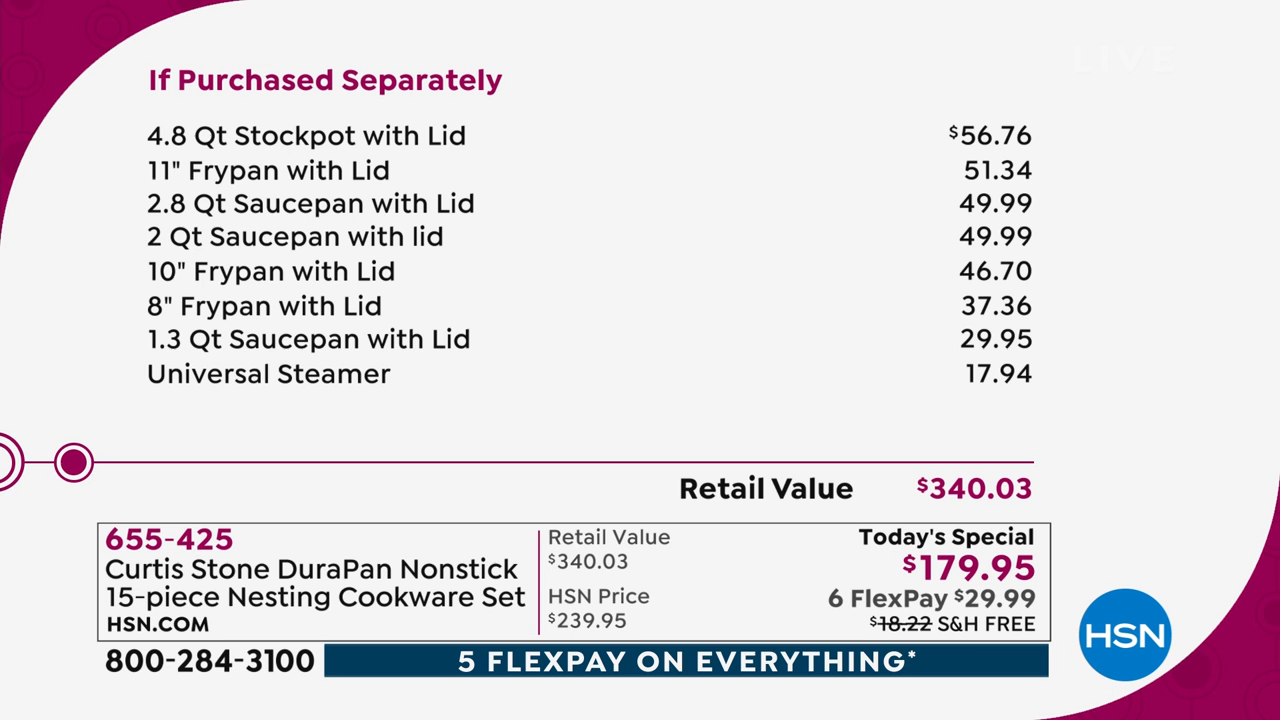 LIVE
If Purchased Separately
4.8 Qt Stockpot with Lid $56.76
11" Frypan with Lid 51.34
2.8 Qt Saucepan with Lid 49.99
2 Qt Saucepan with lid 49.99
10" Frypan with Lid 46.70
8" Frypan with Lid 37.36
1.3 Qt Saucepan with Lid 29.95
Universal Steamer 17.94
Retail Value $340.03
655-425
Curtis Stone DuraPan Nonstick
15-piece Nesting Cookware Set
HSN.COM
Retail Value
$340.03
HSN Price
$239.95
Today's Special
$179.95
6 FlexPay $29.99
$18.22 S&H FREE
HSN
800-284-3100
5 FLEXPAY ON EVERYTHING*